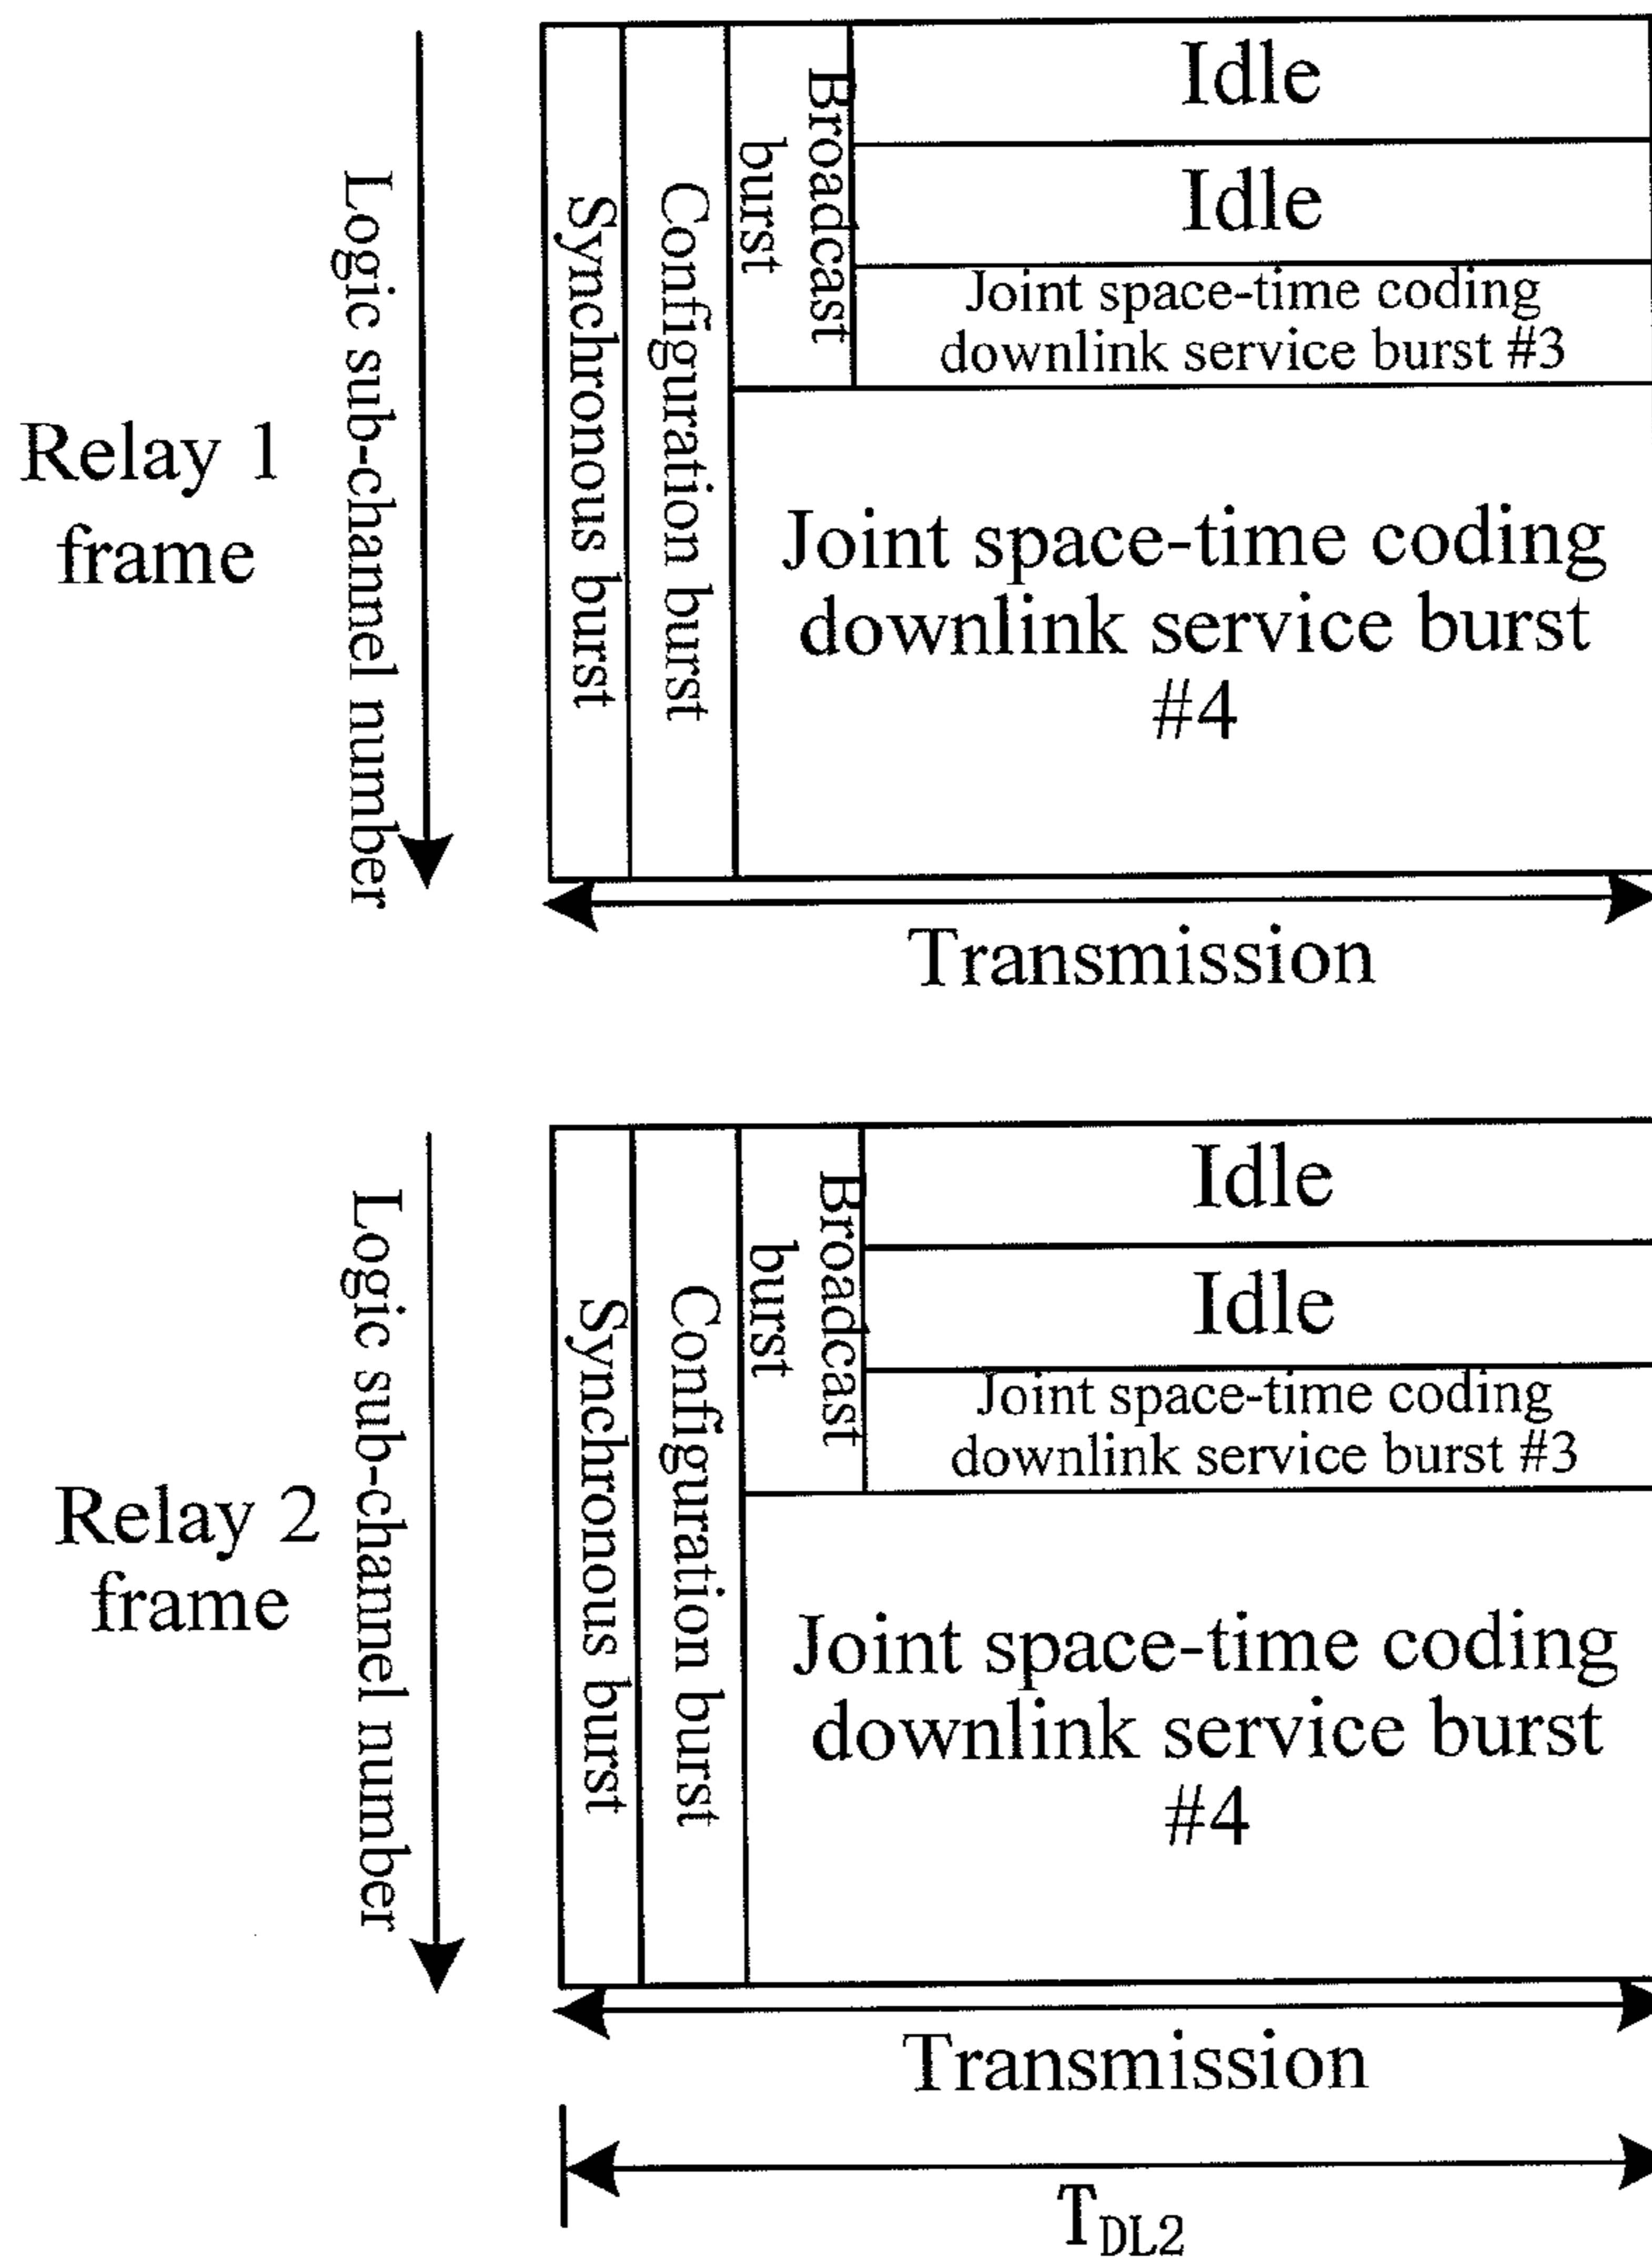 Relay 1
frame
Logic sub-channel number
Synchronous burst
Configuration burst
Broadcast
burst
Idle
Idle
Joint space-time coding
downlink service burst #3
Joint space-time coding
downlink service burst
#4
Transmission
Relay 2
frame
Logic sub-channel number
Synchronous burst
Configuration burst
Broadcast
burst
Idle
Idle
Joint space-time coding
downlink service burst #3
Joint space-time coding
downlink service burst
#4
Transmission
TDL2